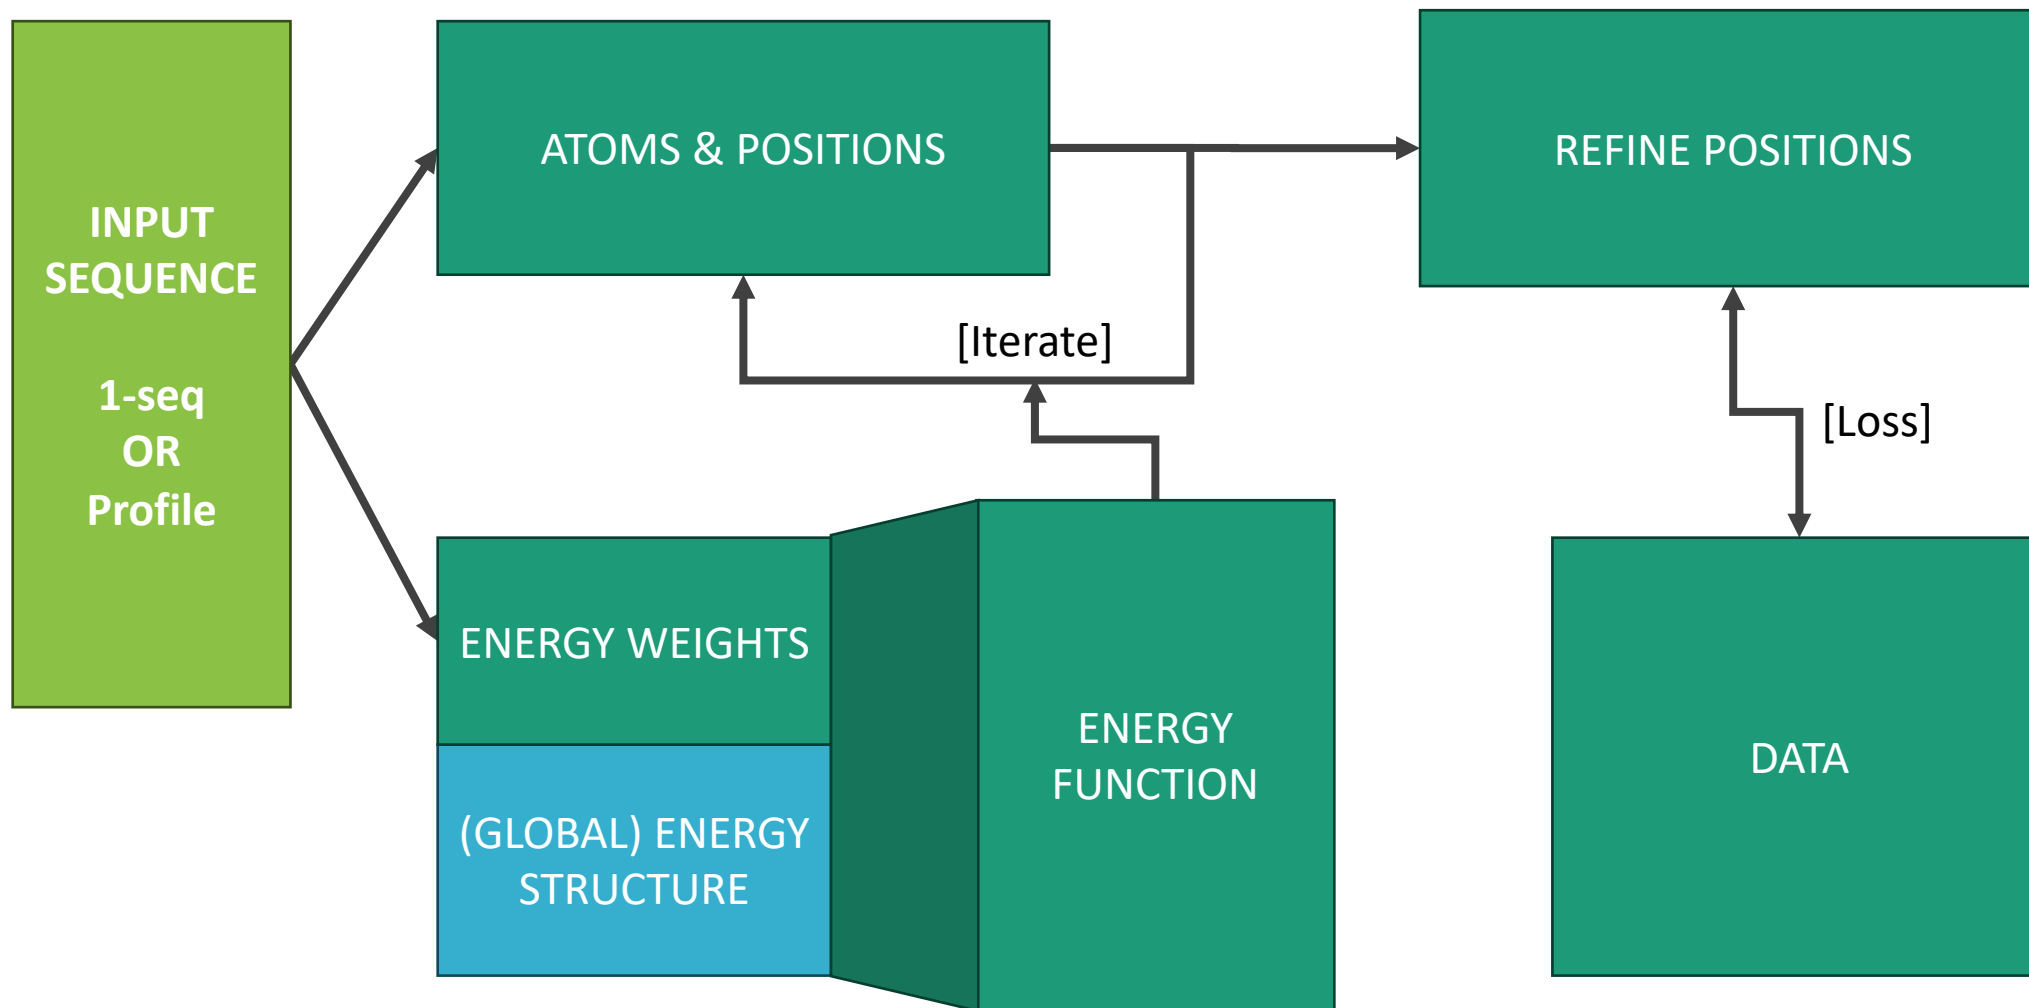 INPUT
SEQUENCE
1-seq
OR
Profile
ATOMS & POSITIONS
REFINE POSITIONS
[Iterate]
[Loss]
ENERGY WEIGHTS
(GLOBAL) ENERGY
STRUCTURE
ENERGY
FUNCTION
DATA